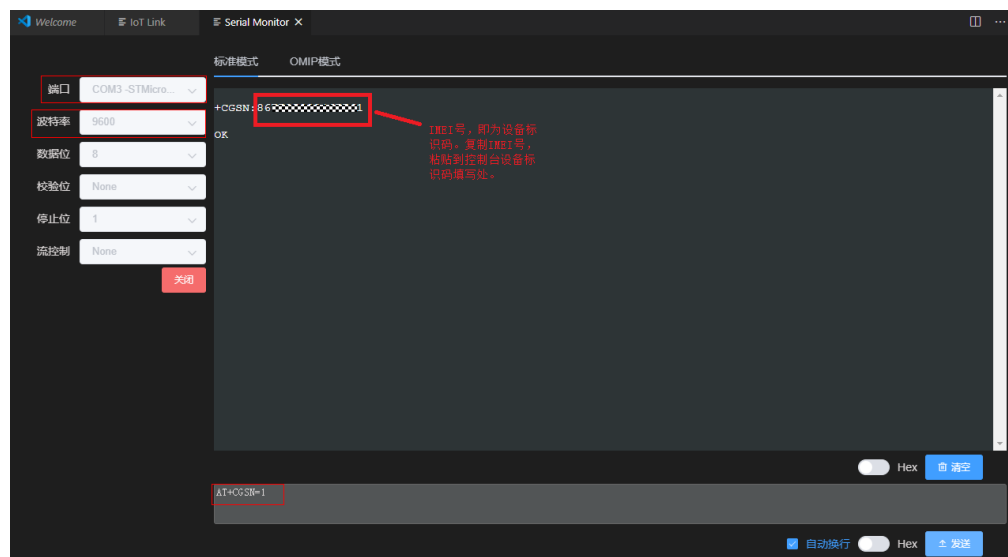 Welcome
IoT Link
Serial Monitor
标准模式
OMIP模式
端口
COM3 -STMicro...
波特率
9600
数据位
8
校验位
None
停止位
1
流控制
None
关闭
+CGSN:86
1
OK
IMEI号，即为设备标
识码。复制IMEI号，
粘贴到控制台设备标
识码填写处。
Hex
清空
AT+CGSN=1
自动换行
Hex
发送